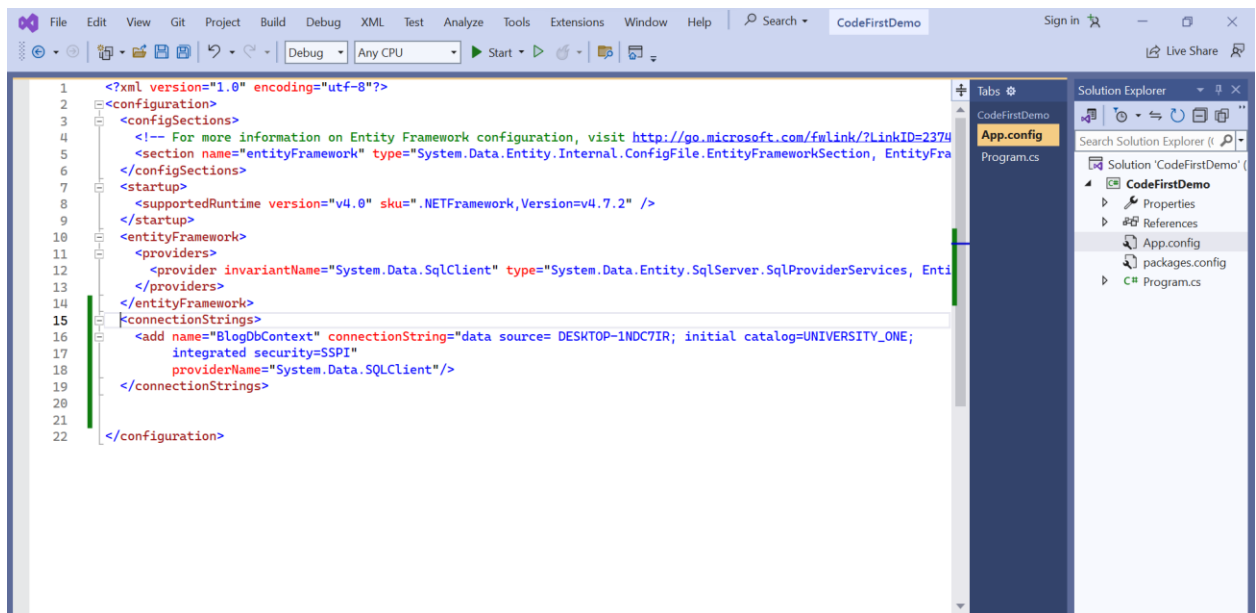 File Edit View Git Project Build Debug XML Test Analyze Tools Extensions Window Help Search CodeFirstDemo Sign in
Debug Any CPU Start Live Share
1 <?xml version="1.0" encoding="utf-8"?>
2 <configuration>
3 <configSections>
4 <!-- For more information on Entity Framework configuration, visit http://go.microsoft.com/fwlink/?LinkID=2374
5 <section name="entityFramework" type="System.Data.Entity.Internal.ConfigFile.EntityFrameworkSection, EntityFra
6 </configSections>
7 <startup>
8 <supportedRuntime version="v4.0" sku=".NETFramework,Version=v4.7.2" />
9 </startup>
10 <entityFramework>
11 <providers>
12 <provider invariantName="System.Data.SqlClient" type="System.Data.Entity.SqlServer.SqlProviderServices, Enti
13 </providers>
14 </entityFramework>
15 <connectionStrings>
16 <add name="BlogDbContext" connectionString="data source= DESKTOP-1NDC7IR; initial catalog=UNIVERSITY_ONE;
17 integrated security=SSPI"
18 providerName="System.Data.SQLClient"/>
19 </connectionStrings>
20
21
22 </configuration>
Tabs
CodeFirstDemo
App.config
Program.cs
Solution Explorer
Search Solution Explorer (C
Solution 'CodeFirstDemo' (
C# CodeFirstDemo
Properties
References
App.config
packages.config
C# Program.cs